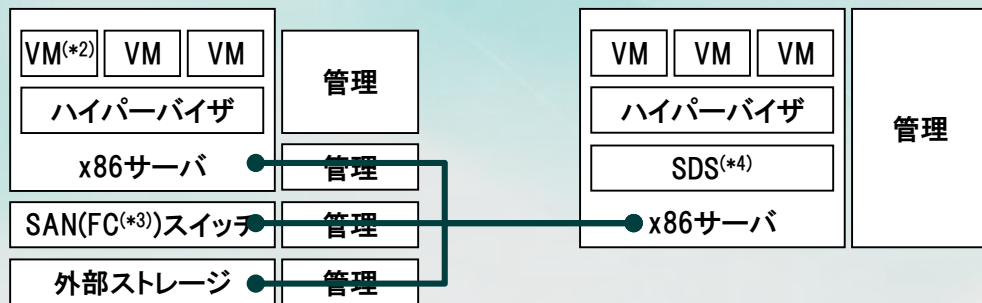 VM(*2) VM VM
管理
ハイパーバイザ
x86サーバ 管理
SAN(FC(*3))スイッチ 管理
外部ストレージ 管理
VM VM VM
ハイパーバイザ
管理
SDS(*4)
x86サーバ